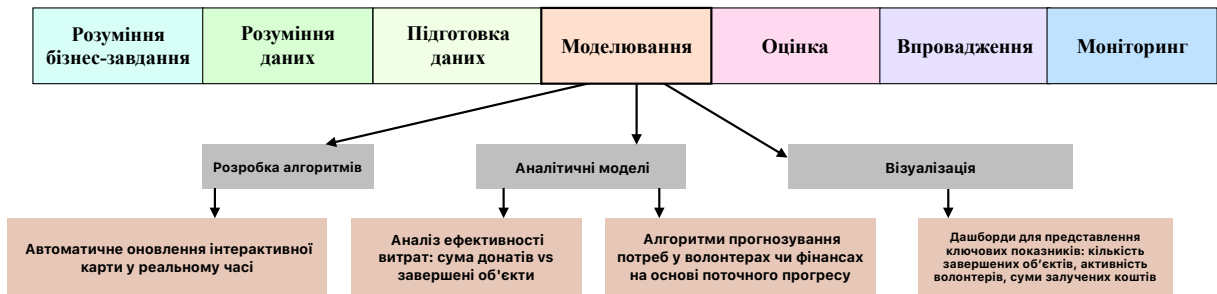 Розуміння
бізнес-завдання
Розуміння
даних
Підготовка
даних
Моделювання
Оцінка
Впровадження
Моніторинг
Розробка алгоритмів
Аналітичні моделі
Візуалізація
Автоматичне оновлення інтерактивної
карти у реальному часі
Аналіз ефективності
витрат: сума донатів vs
завершені об'єкти
Алгоритми прогнозування
потреб у волонтерах чи фінансах
на основі поточного прогресу
Дашборди для представлення
ключових показників: кількість
завершених об’єктів, активність
волонтерів, суми залучених коштів